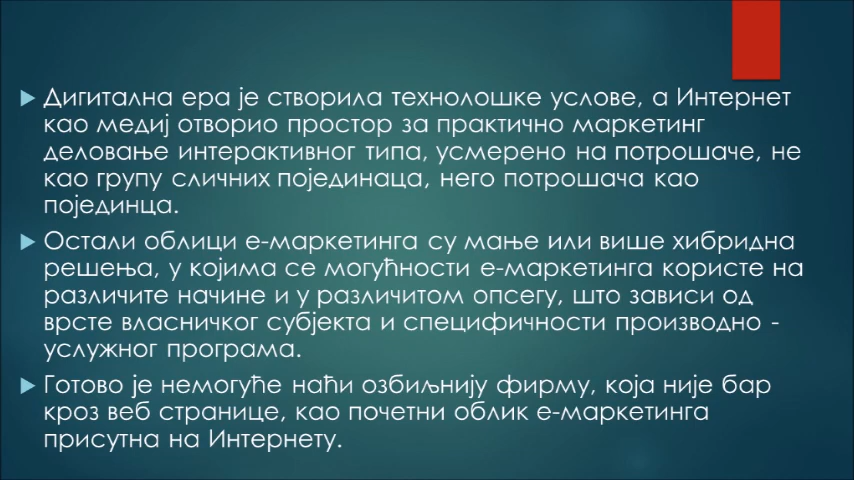 Дигитална ера је створила технолошке услове, а Интернет
као медиј отворио простор за практично маркетинг
деловање интерактивног типа, усмерено на потрошаче, не
као групу сличних појединаца, него потрошача као
појединца.
Остали облици е-маркетинга су мање или више хибридна
решења, у којима се могућности е-маркетинга користе на
различите начине и у различитом опсегу, што зависи од
врсте власничког субјекта и специфичности производно -
услужног програма.
Готово је немогуће наћи озбиљнију фирму, која није бар
кроз веб странице, као почетни облик е-маркетинга
присутна на Интернету.